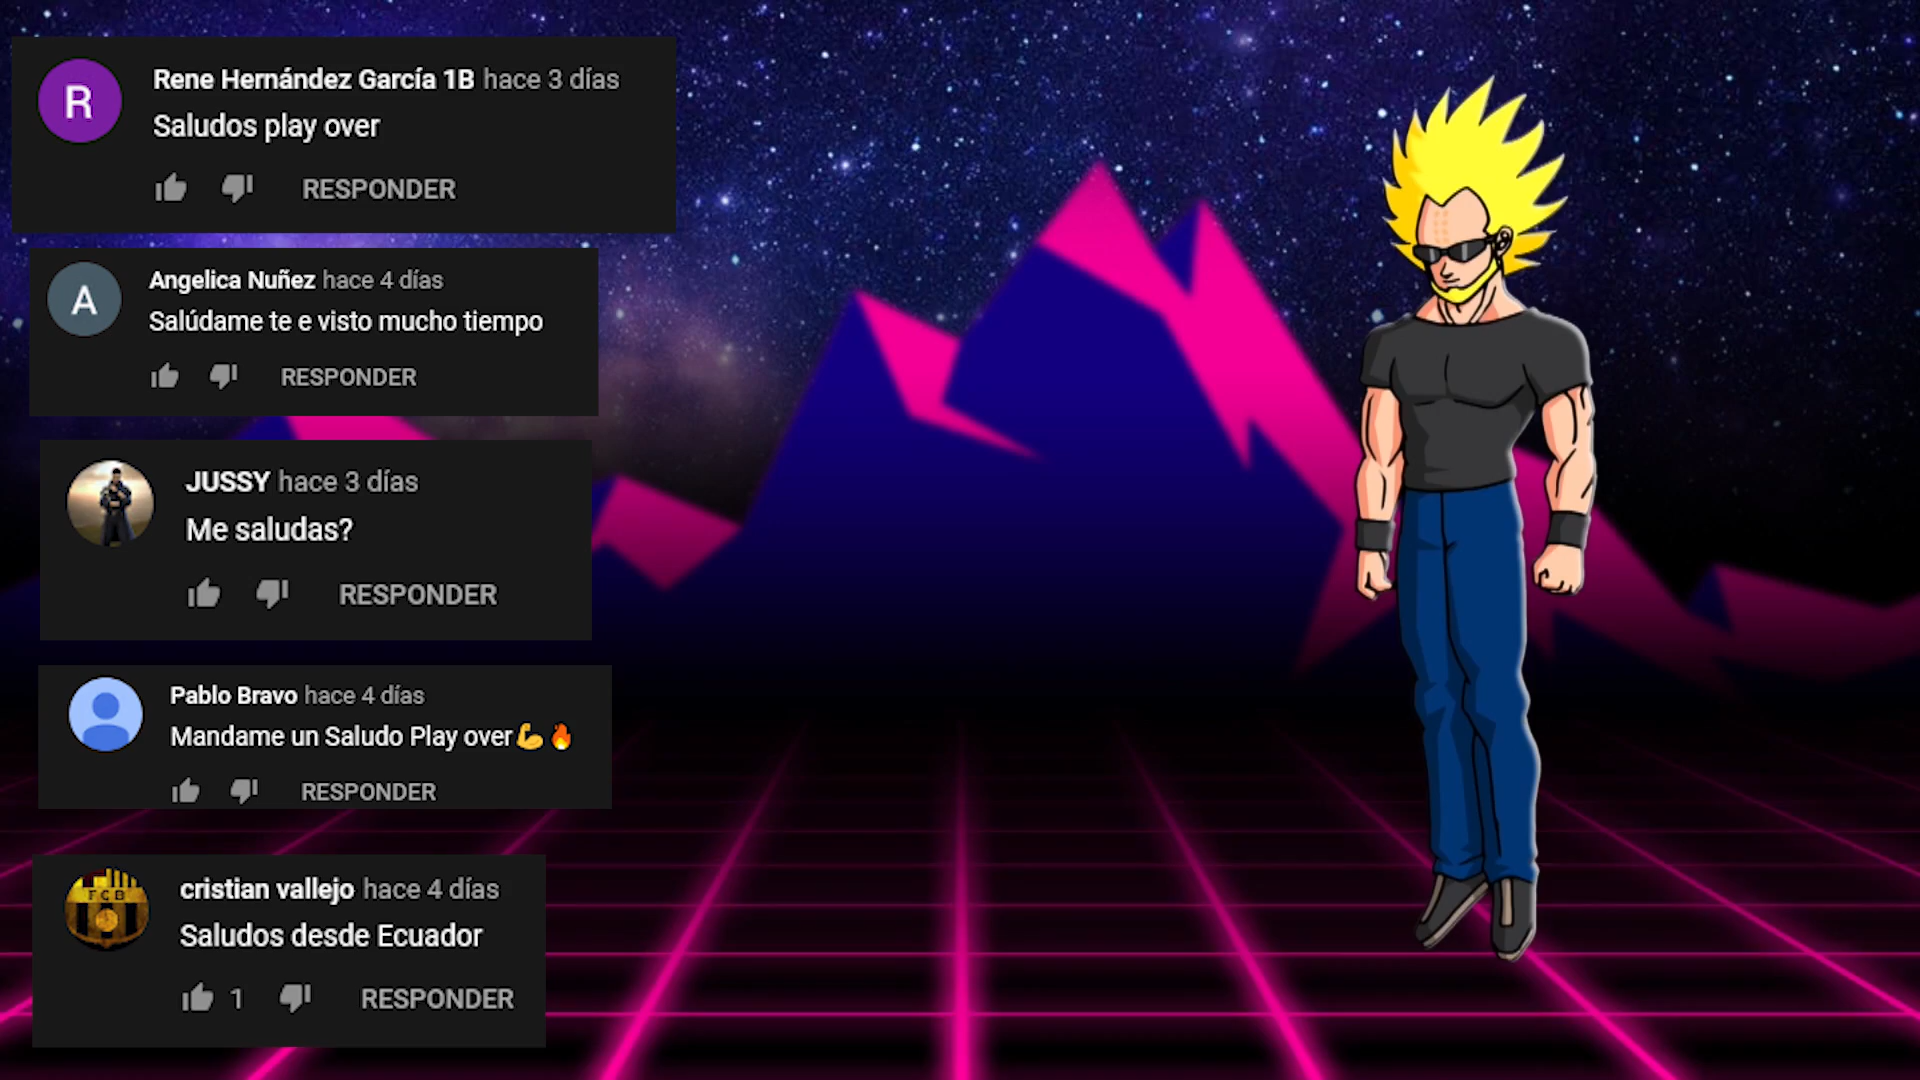 R
Rene Hernández García 1B hace 3 días
Saludos play over
RESPONDER
A
Angelica Nuñez hace 4 días
Salúdame te e visto mucho tiempo
RESPONDER
JUSSY hace 3 días
Me saludas?
RESPONDER
Pablo Bravo hace 4 días
Mandame un Saludo Play over💪🔥
RESPONDER
FCB
cristian vallejo hace 4 días
Saludos desde Ecuador
1 RESPONDER